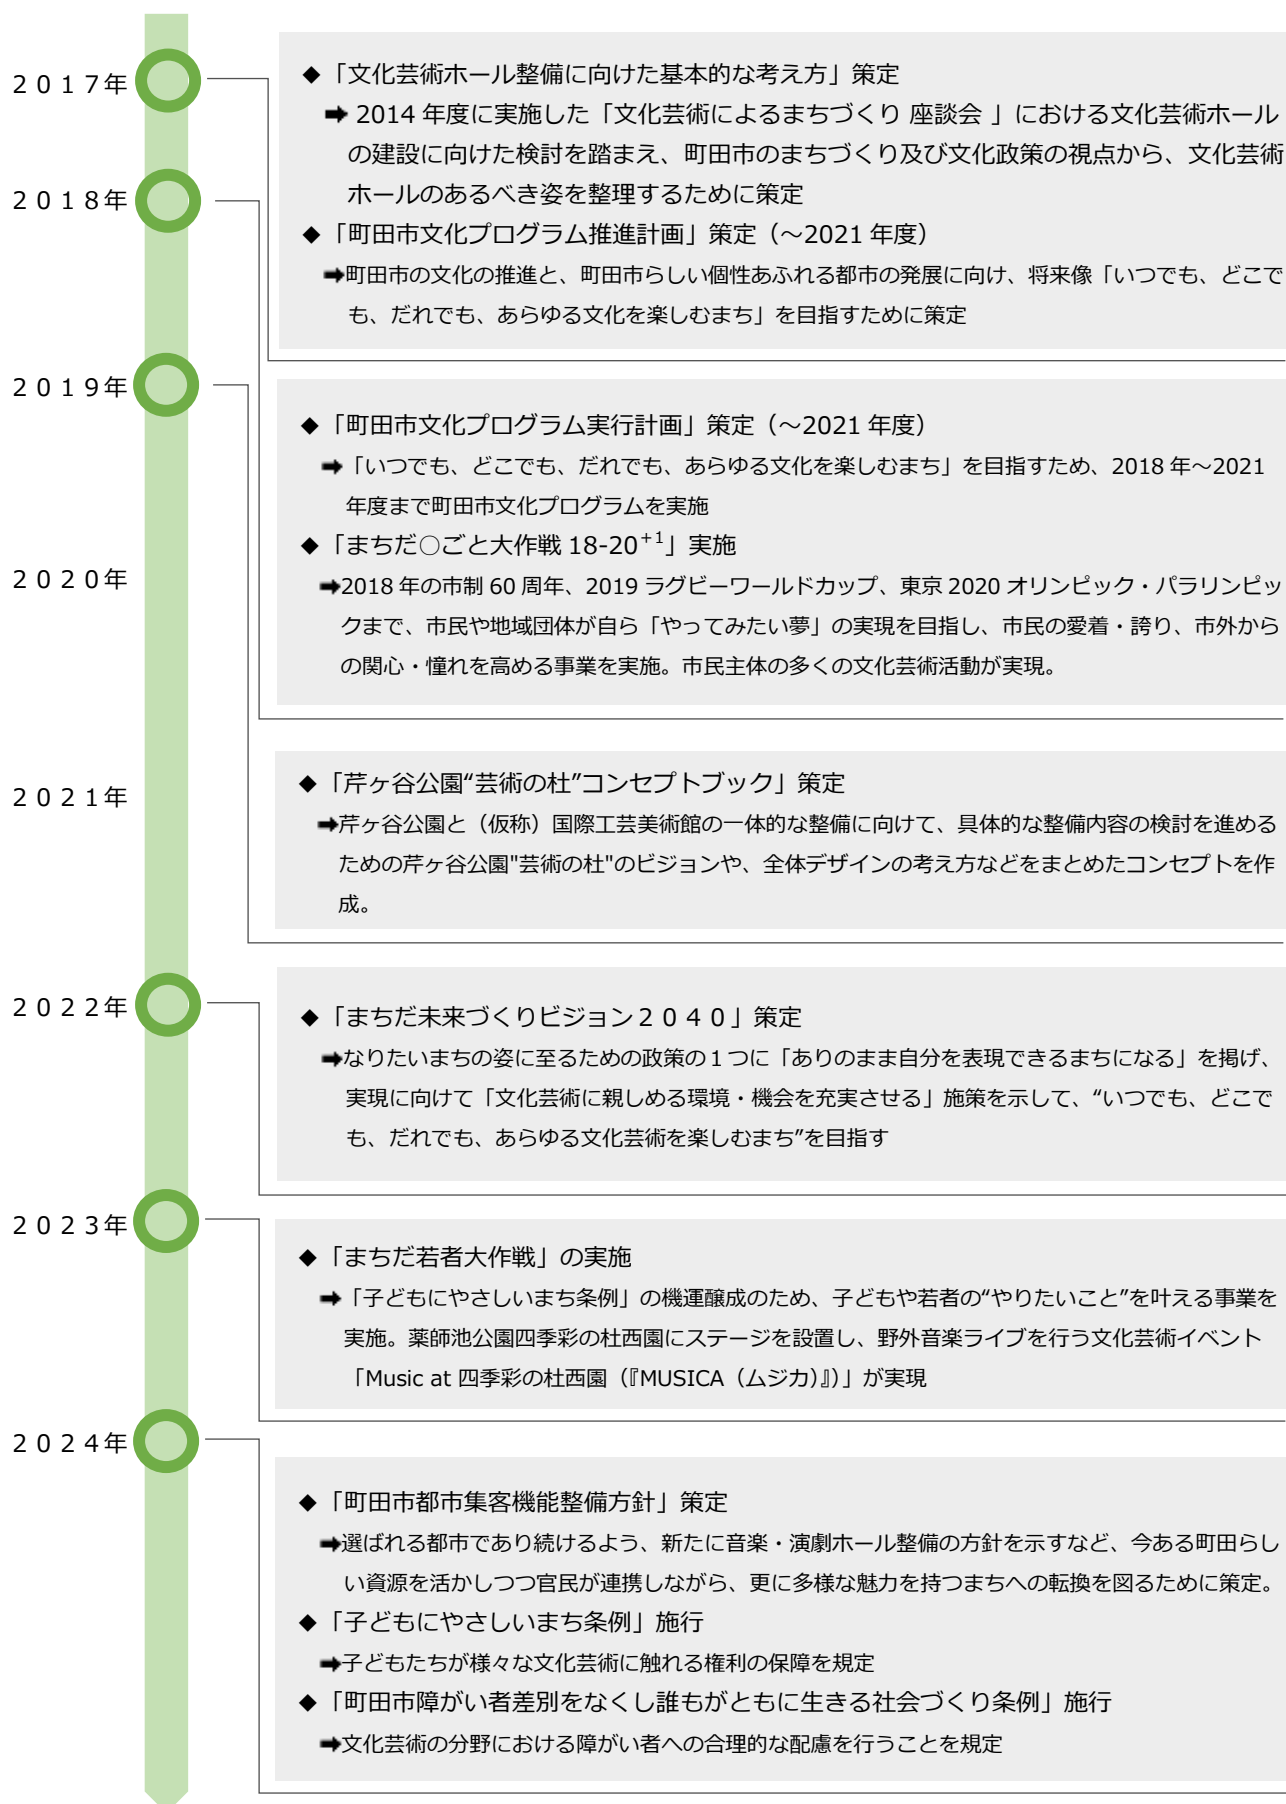 ２０１７年
◆「文化芸術ホール整備に向けた基本的な考え方」策定
➡ 2014 年度に実施した「文化芸術によるまちづくり 座談会 」における文化芸術ホール
の建設に向けた検討を踏まえ、町田市のまちづくり及び文化政策の視点から、文化芸術
ホールのあるべき姿を整理するために策定
◆「町田市文化プログラム推進計画」策定（～2021 年度）
➡町田市の文化の推進と、町田市らしい個性あふれる都市の発展に向け、将来像「いつでも、どこで
も、だれでも、あらゆる文化を楽しむまち」を目指すために策定
２０１８年
◆「町田市文化プログラム実行計画」策定（～2021 年度）
➡「いつでも、どこでも、だれでも、あらゆる文化を楽しむまち」を目指すため、2018 年～2021
年度まで町田市文化プログラムを実施
◆「まちだ○ごと大作戦 18-20⁺¹」実施
➡2018 年の市制 60 周年、2019 ラグビーワールドカップ、東京 2020 オリンピック・パラリンピッ
クまで、市民や地域団体が自ら「やってみたい夢」の実現を目指し、市民の愛着・誇り、市外から
の関心・憧れを高める事業を実施。市民主体の多くの文化芸術活動が実現。
２０１９年
◆「芹ヶ谷公園“芸術の杜”コンセプトブック」策定
➡芹ヶ谷公園と（仮称）国際工芸美術館の一体的な整備に向けて、具体的な整備内容の検討を進める
ための芹ヶ谷公園"芸術の杜"のビジョンや、全体デザインの考え方などをまとめたコンセプトを作
成。
２０２０年
２０２１年
２０２２年
◆「まちだ未来づくりビジョン２０４０」策定
➡なりたいまちの姿に至るための政策の１つに「ありのまま自分を表現できるまちになる」を掲げ、
実現に向けて「文化芸術に親しめる環境・機会を充実させる」施策を示して、“いつでも、どこで
も、だれでも、あらゆる文化芸術を楽しむまち”を目指す
２０２３年
◆「まちだ若者大作戦」の実施
➡「子どもにやさしいまち条例」の機運醸成のため、子どもや若者の“やりたいこと”を叶える事業を
実施。薬師池公園四季彩の杜西園にステージを設置し、野外音楽ライブを行う文化芸術イベント
「Music at 四季彩の杜西園（『MUSICA（ムジカ）』）」が実現
２０２４年
◆「町田市都市集客機能整備方針」策定
➡選ばれる都市であり続けるよう、新たに音楽・演劇ホール整備の方針を示すなど、今ある町田らし
い資源を活かしつつ官民が連携しながら、更に多様な魅力を持つまちへの転換を図るために策定。
◆「子どもにやさしいまち条例」施行
➡子どもたちが様々な文化芸術に触れる権利の保障を規定
◆「町田市障がい者差別をなくし誰もがともに生きる社会づくり条例」施行
➡文化芸術の分野における障がい者への合理的な配慮を行うことを規定